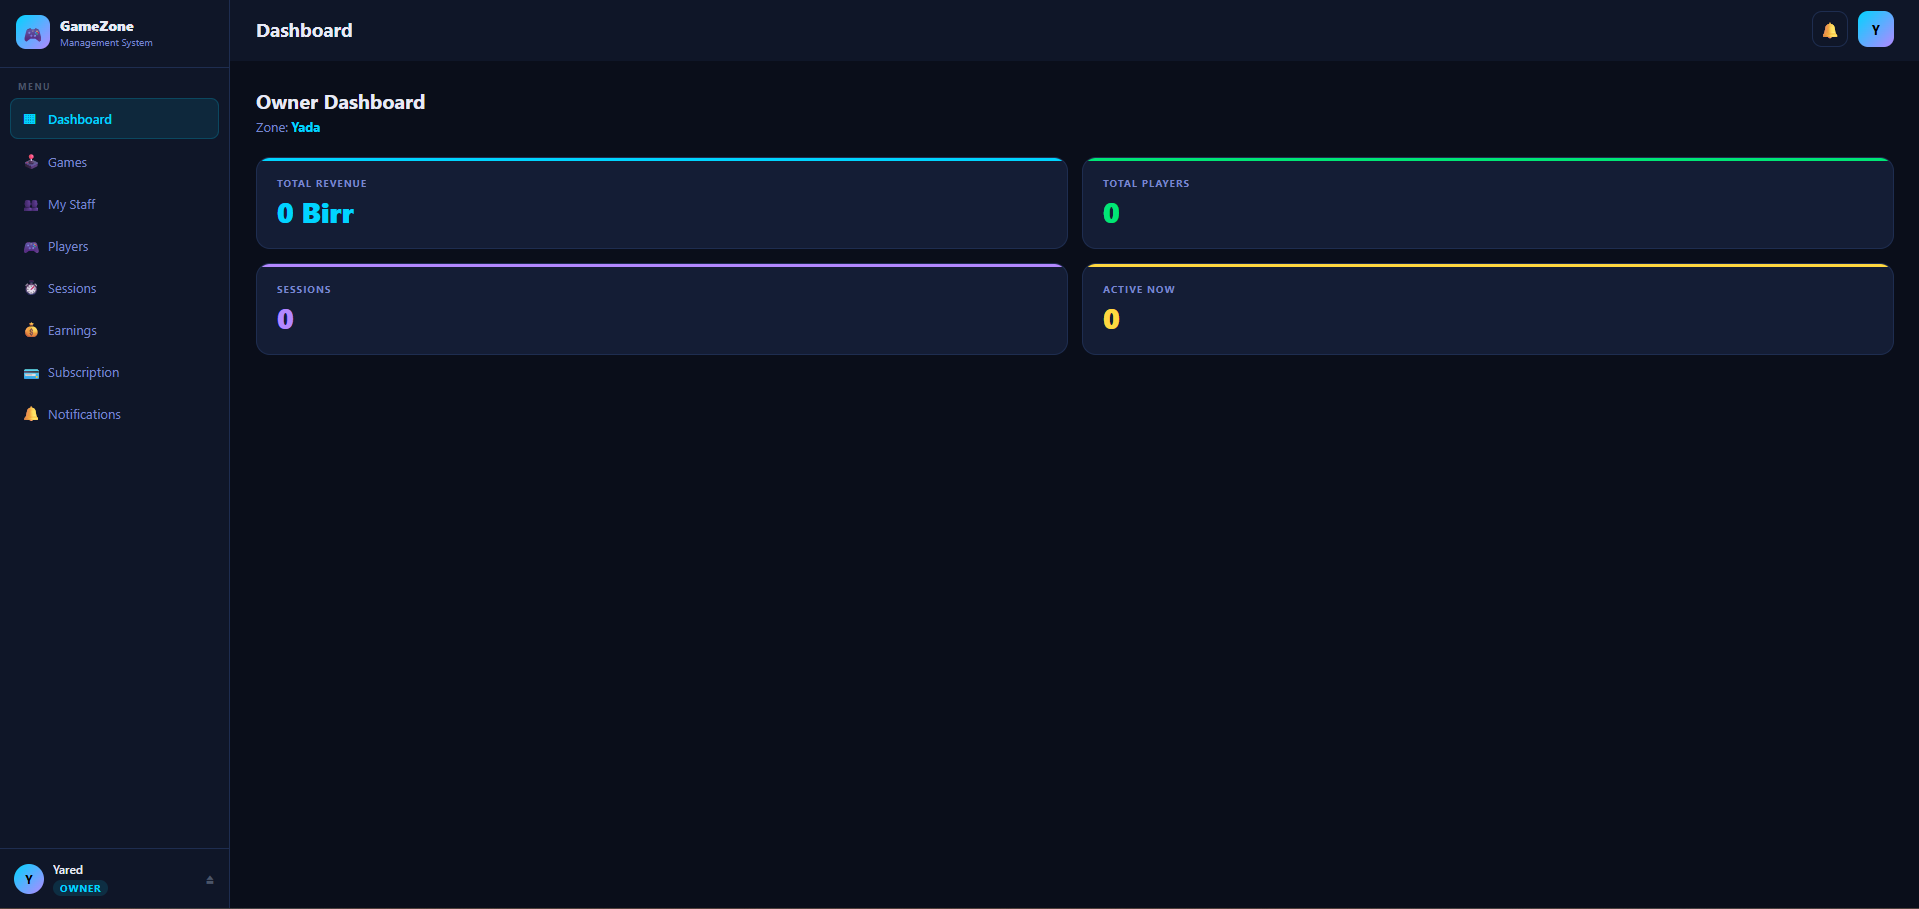 GameZone
Management System
MENU
Dashboard
Games
My Staff
Players
Sessions
Earnings
Subscription
Notifications
Yared
Y
OWNER
Dashboard
Y
Owner Dashboard
Zone: Yada
TOTAL REVENUE
0 Birr
TOTAL PLAYERS
0
SESSIONS
0
ACTIVE NOW
0